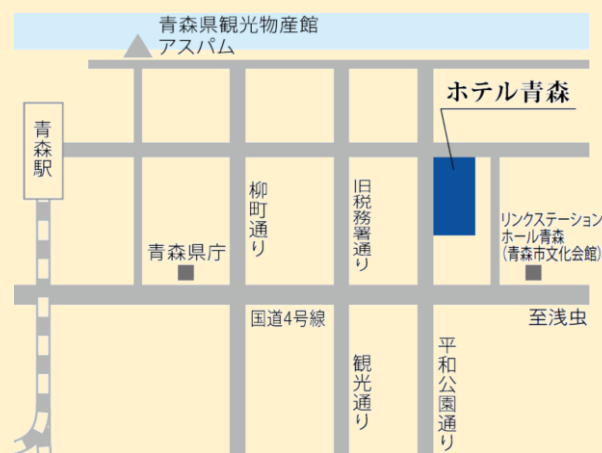 青森県観光物産館
アスパム
ホテル青森
青森駅
柳町通り
旧税務署通り
リンクステーション
ホール青森
(青森市文化会館)
青森県庁
国道4号線
至浅虫
観光通り
平和公園通り